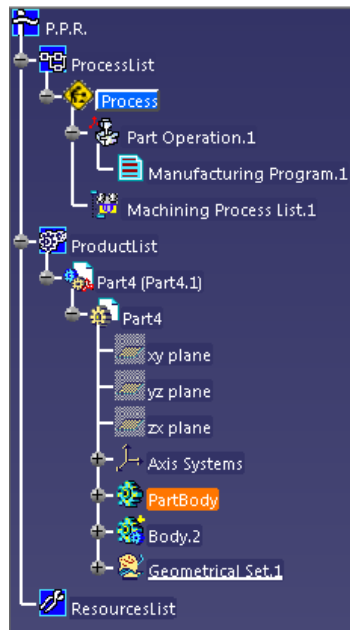 P.P.R.
ProcessList
Process
Part Operation.1
Manufacturing Program.1
Machining Process List.1
ProductList
Part4 (Part4.1)
Part4
xy plane
yz plane
zx plane
Axis Systems
PartBody
Body.2
Geometrical Set.1
ResourcesList